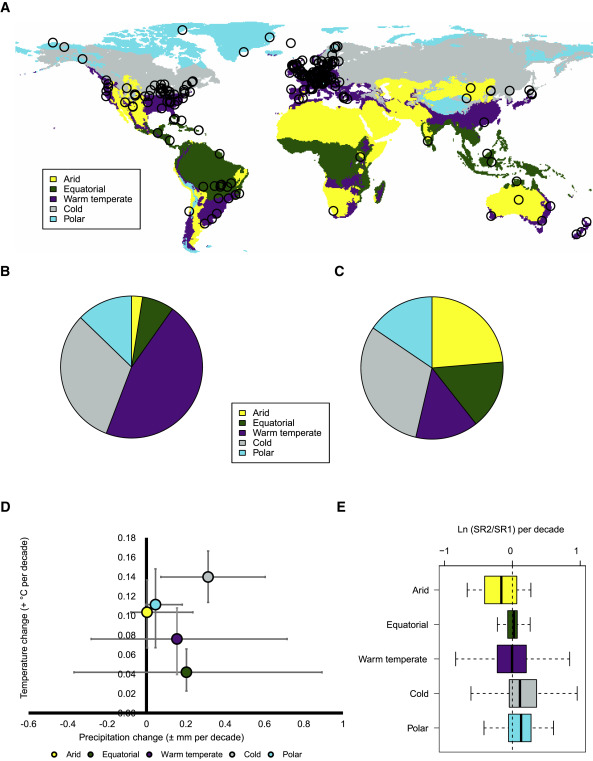 A
Arid
Equatorial
Warm temperate
Cold
Polar
B
C
Arid
Equatorial
Warm temperate
Cold
Polar
D
Temperature change (+ °C per decade)
0.18
0.16
0.14
0.12
0.10
0.08
0.06
0.04
0.02
0.00
-0.6 -0.4 -0.2 0 0.2 0.4 0.6 0.8 1
Precipitation change (± mm per decade)
Arid Equatorial Warm temperate Cold Polar
E
Ln (SR2/SR1) per decade
−1 0 1
Arid
Equatorial
Warm temperate
Cold
Polar